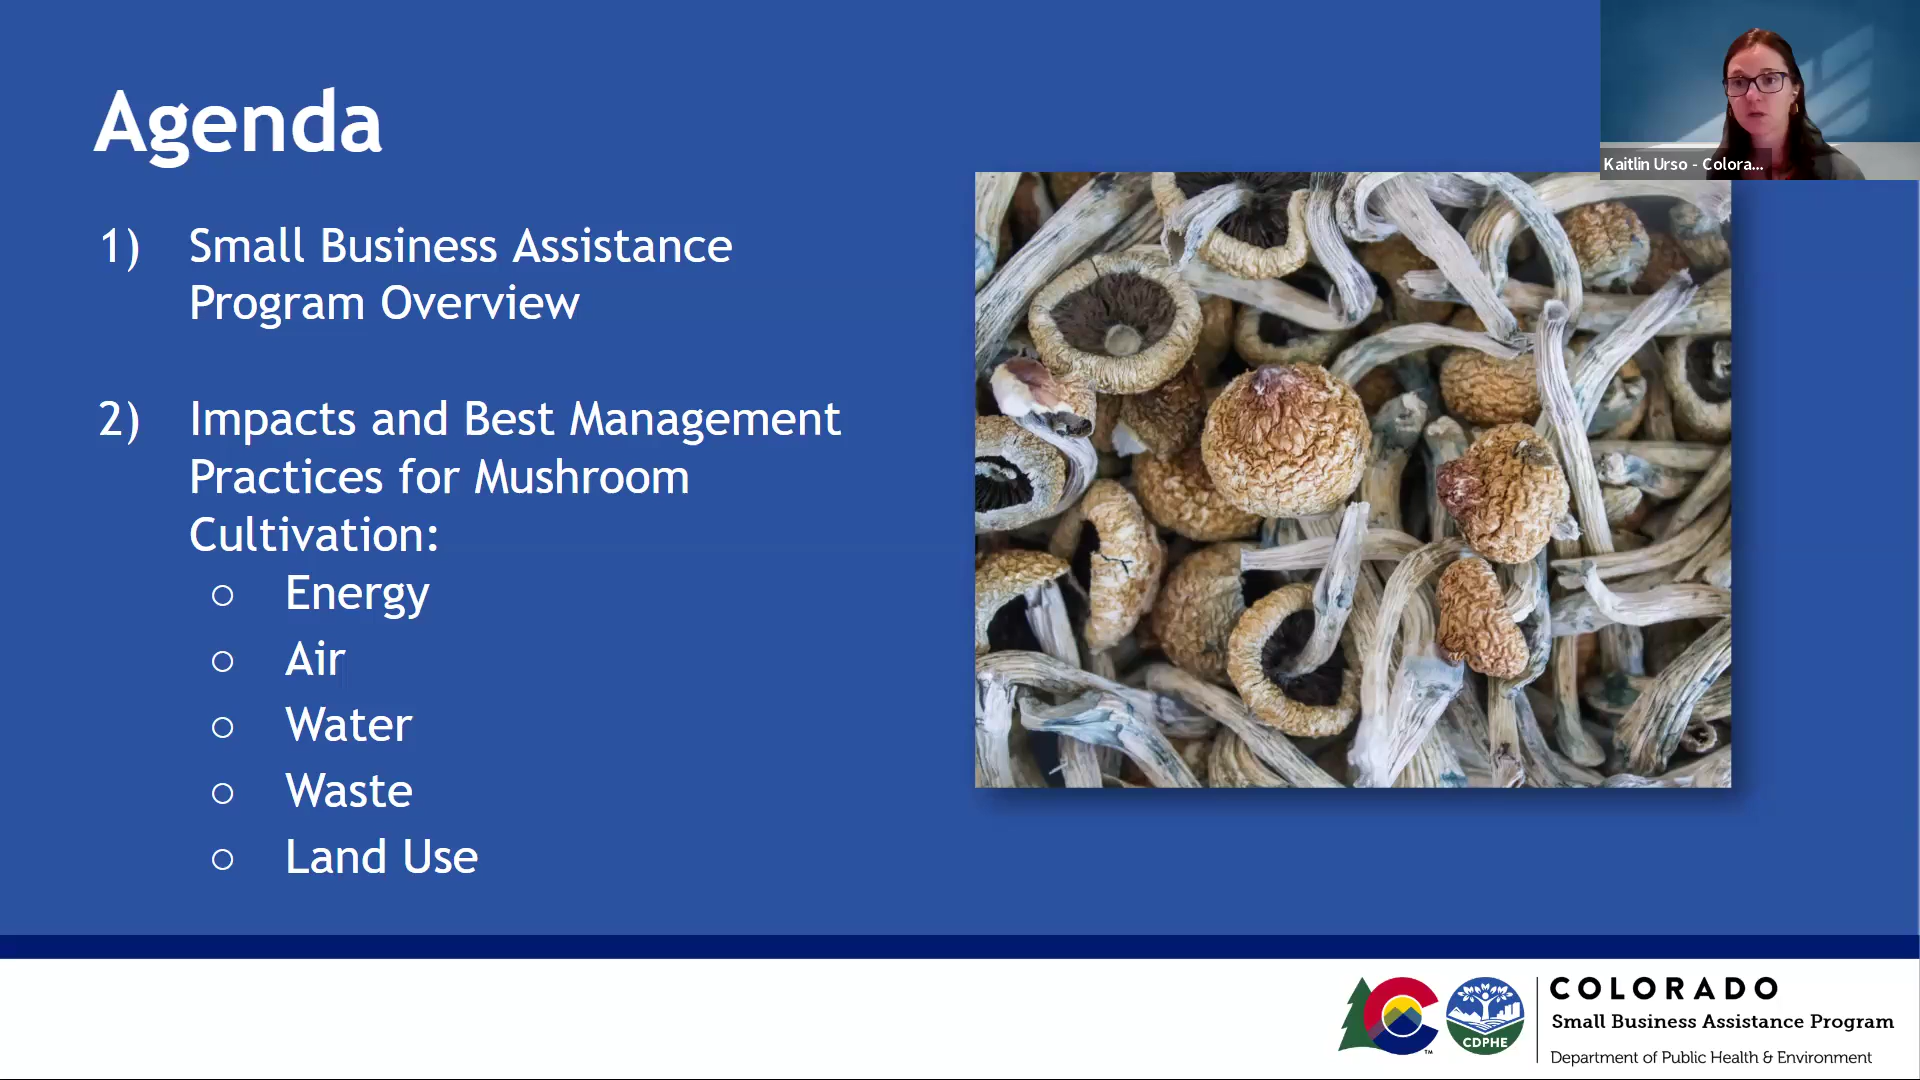 Agenda
1) Small Business Assistance
Program Overview
2) Impacts and Best Management
Practices for Mushroom
Cultivation:
○ Energy
○ Air
○ Water
○ Waste
○ Land Use
Kaitlin Urso - Colora...
CDPHE
TM
COLORADO
Small Business Assistance Program
Department of Public Health & Environment